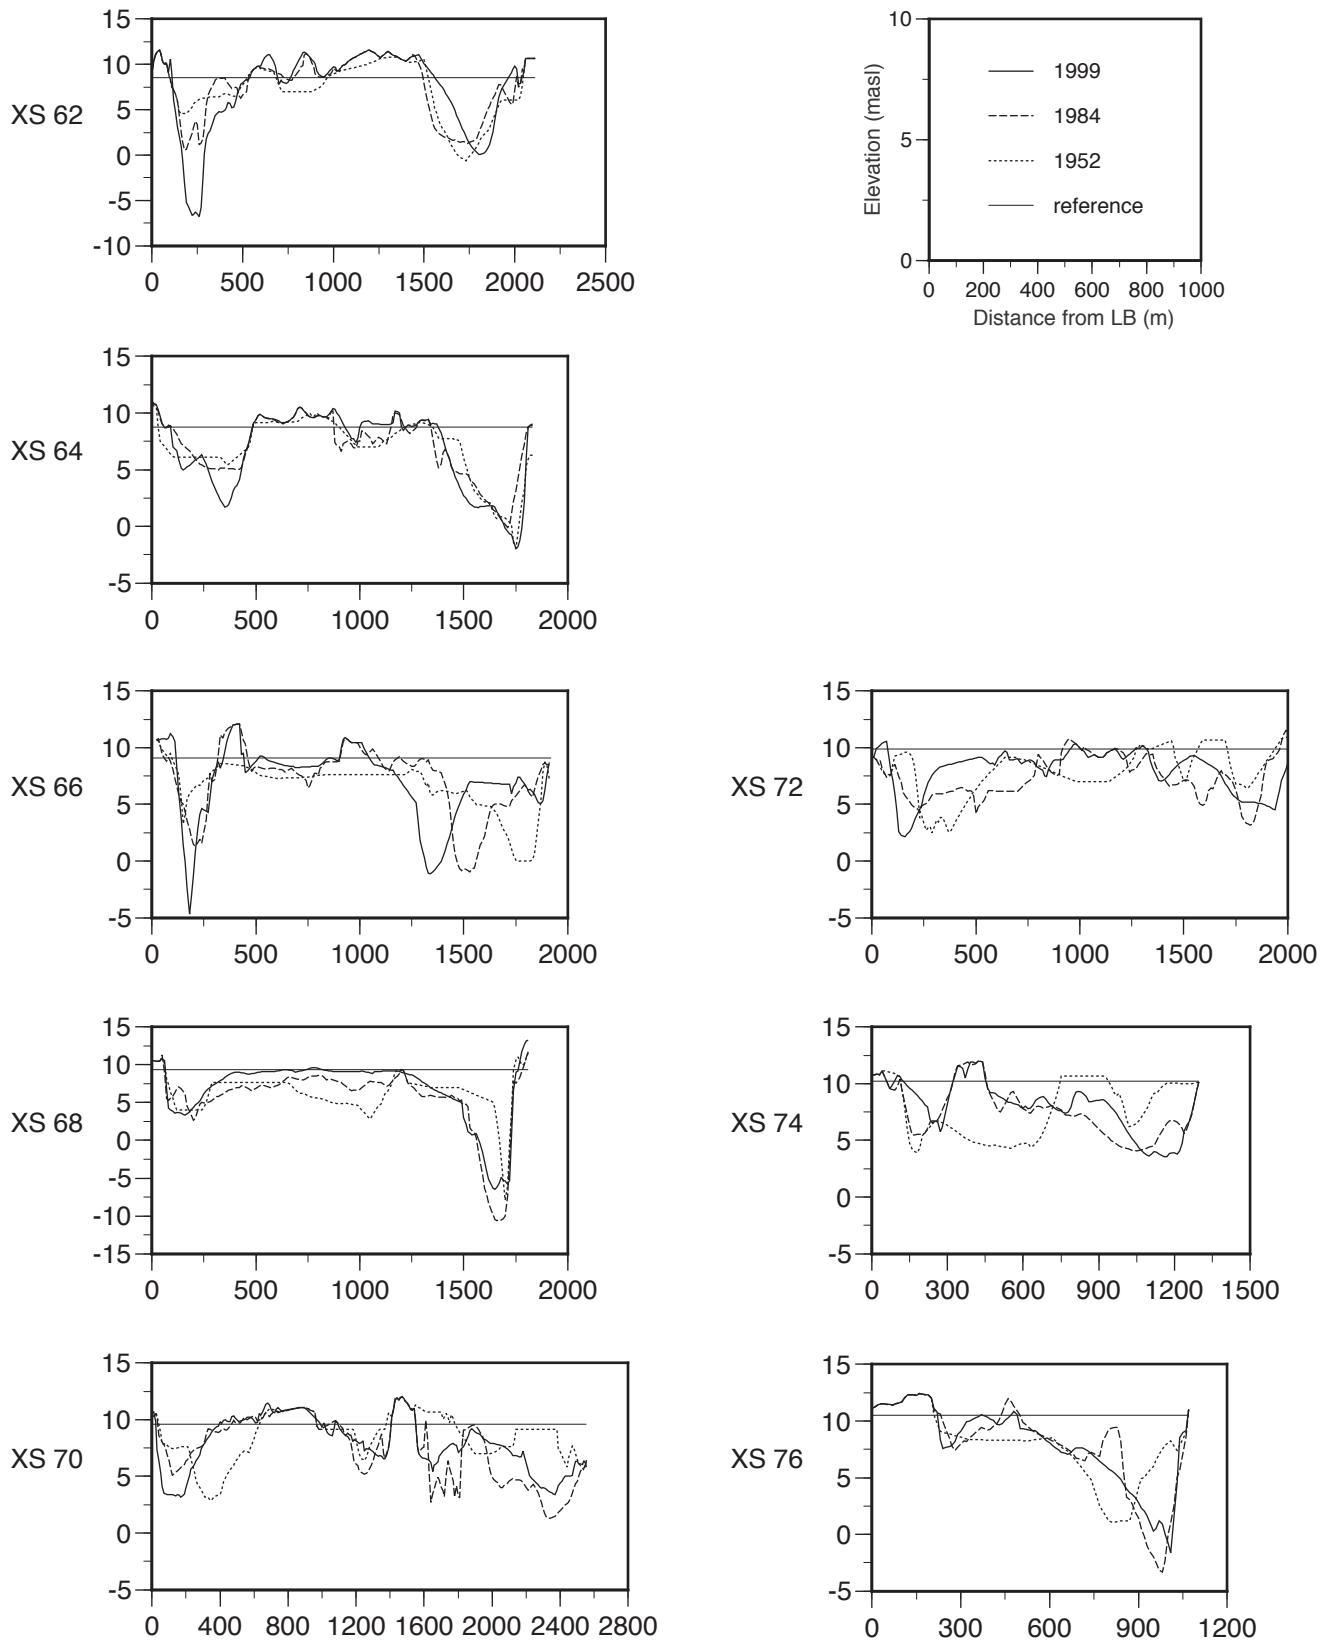 XS 62
15
10
5
0
-5
-10
0 500 1000 1500 2000 2500
Elevation (masl)
10
5
0
1999
1984
1952
reference
0 200 400 600 800 1000
Distance from LB (m)
XS 64
15
10
5
0
-5
0 500 1000 1500 2000
XS 66
15
10
5
0
-5
0 500 1000 1500 2000
XS 72
15
10
5
0
-5
0 500 1000 1500 2000
XS 68
15
10
5
0
-5
-10
-15
0 500 1000 1500 2000
XS 74
15
10
5
0
-5
0 300 600 900 1200 1500
XS 70
15
10
5
0
-5
0 400 800 1200 1600 2000 2400 2800
XS 76
15
10
5
0
-5
0 300 600 900 1200